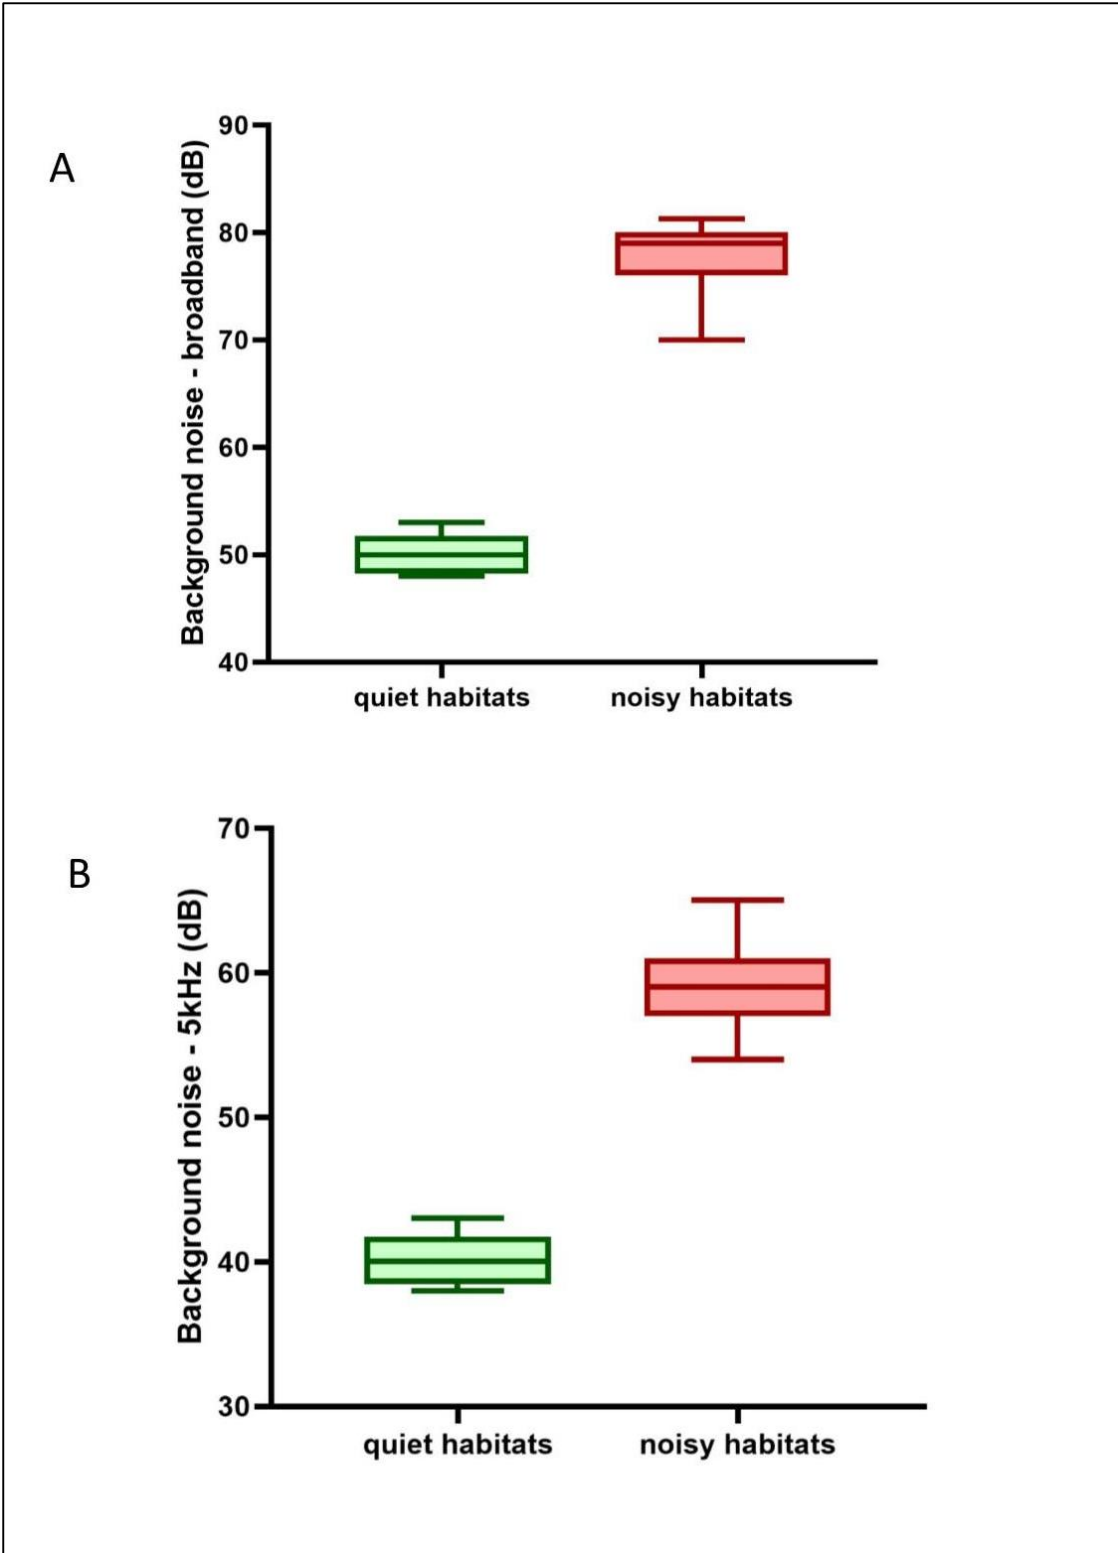 A
Background noise - broadband (dB)
90
80
70
60
50
40
quiet habitats noisy habitats
B
Background noise - 5kHz (dB)
70
60
50
40
30
quiet habitats noisy habitats